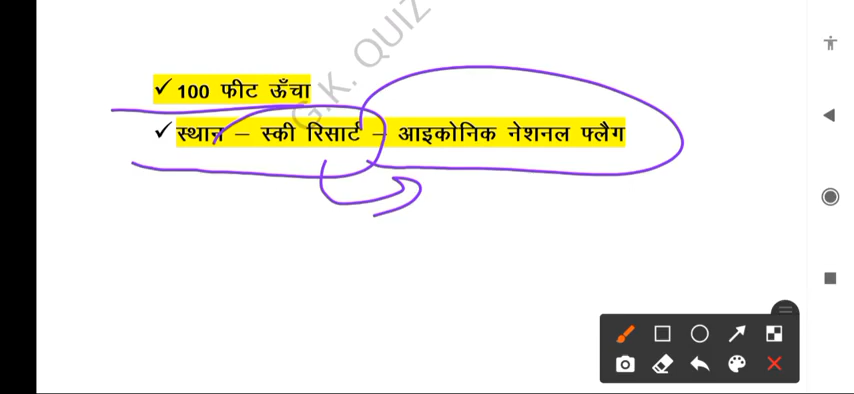 G.K. QUIZ
✓ 100 फीट ऊँचा
✓ स्थान – स्की रिसार्ट – आइकोनिक नेशनल फ्लैग